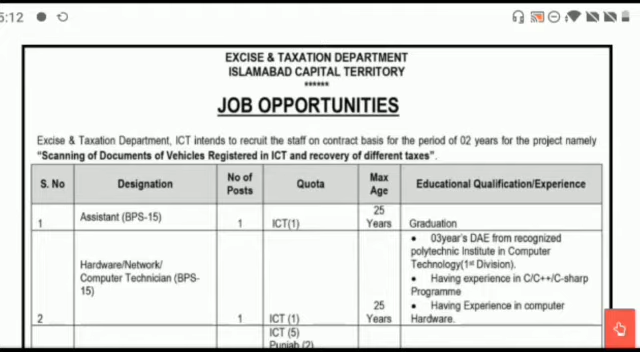 5:12
EXCISE & TAXATION DEPARTMENT
ISLAMABAD CAPITAL TERRITORY
******
JOB OPPORTUNITIES
Excise & Taxation Department, ICT intends to recruit the staff on contract basis for the period of 02 years for the project namely
"Scanning of Documents of Vehicles Registered in ICT and recovery of different taxes".
S. No Designation No of Posts Quota Max Age Educational Qualification/Experience
1 Assistant (BPS-15) 1 ICT(1) 25 Years Graduation
2 Hardware/Network/
Computer Technician (BPS-
15)
1 ICT (1) 25 Years
• 03year's DAE from recognized
polytechnic Institute in Computer
Technology(1st Division).
• Having experience in C/C++/C-sharp
Programme
• Having Experience in computer
Hardware.
ICT (5)
Punjab (2)